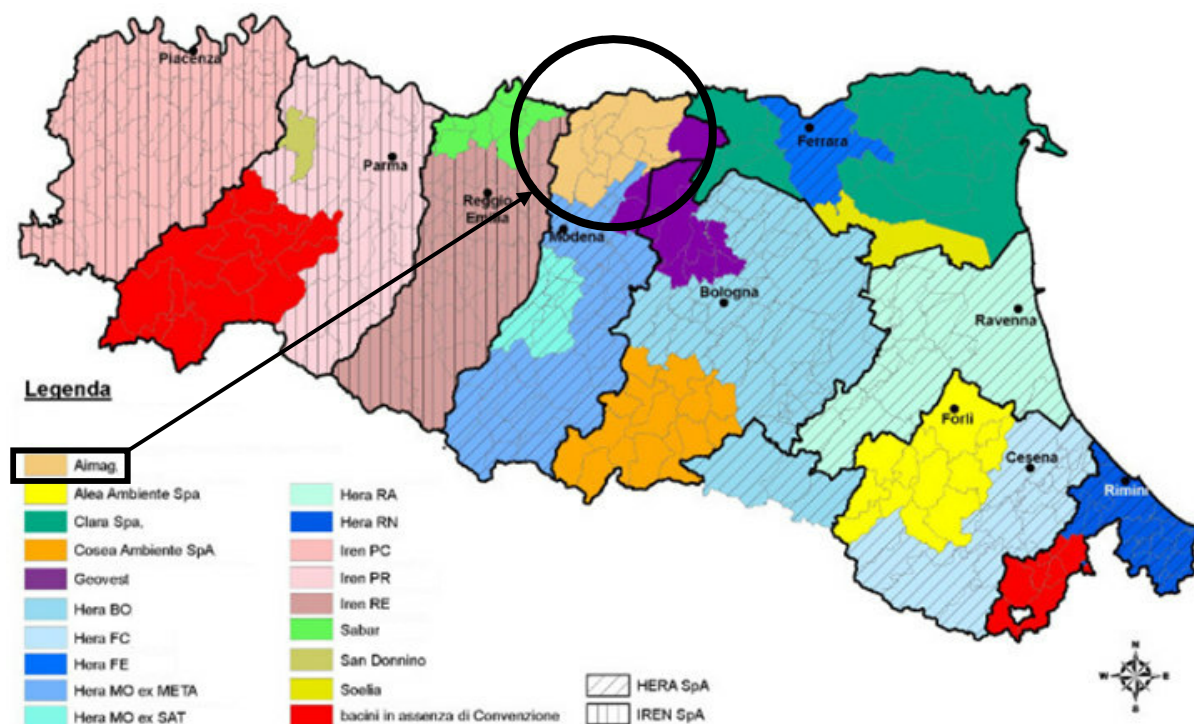 Piacenza
Parma
Reggio
Emilia
Modena
Ferrara
Bologna
Ravenna
Forlì
Cesena
Rimini
Legenda
Aimag,
Alea Ambiente Spa
Clara Spa,
Cosea Ambiente SpA
Geovest
Hera BO
Hera FC
Hera FE
Hera MO ex META
Hera MO ex SAT
Hera RA
Hera RN
Iren PC
Iren PR
Iren RE
Sabar
San Donnino
Soelia
bacini in assenza di Convenzione
HERA SpA
IREN SpA
N
W
E
S